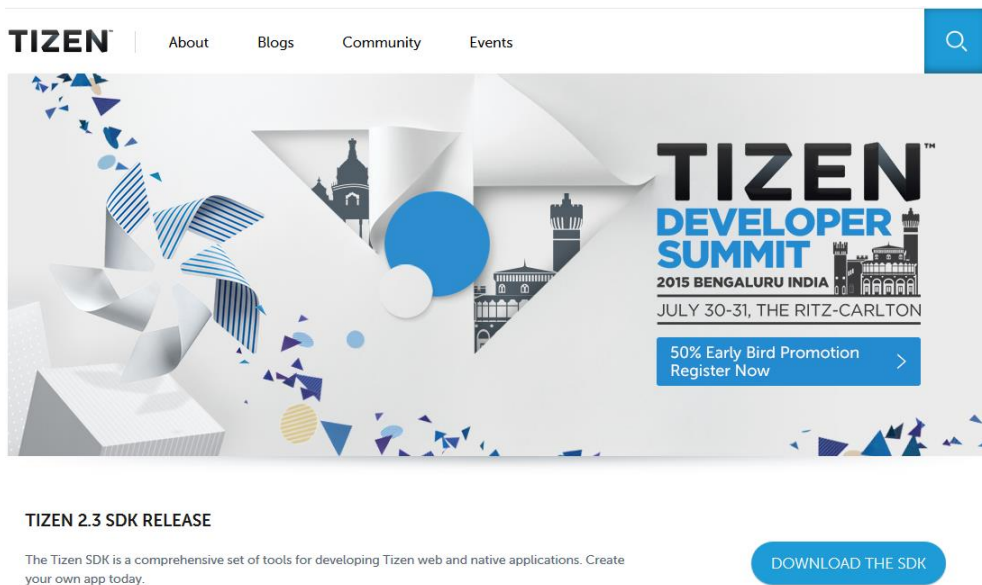 TIZEN™
About
Blogs
Community
Events
TIZEN™
DEVELOPER
SUMMIT
2015 BENGALURU INDIA
JULY 30-31, THE RITZ-CARLTON
50% Early Bird Promotion
Register Now
TIZEN 2.3 SDK RELEASE
The Tizen SDK is a comprehensive set of tools for developing Tizen web and native applications. Create
your own app today.
DOWNLOAD THE SDK